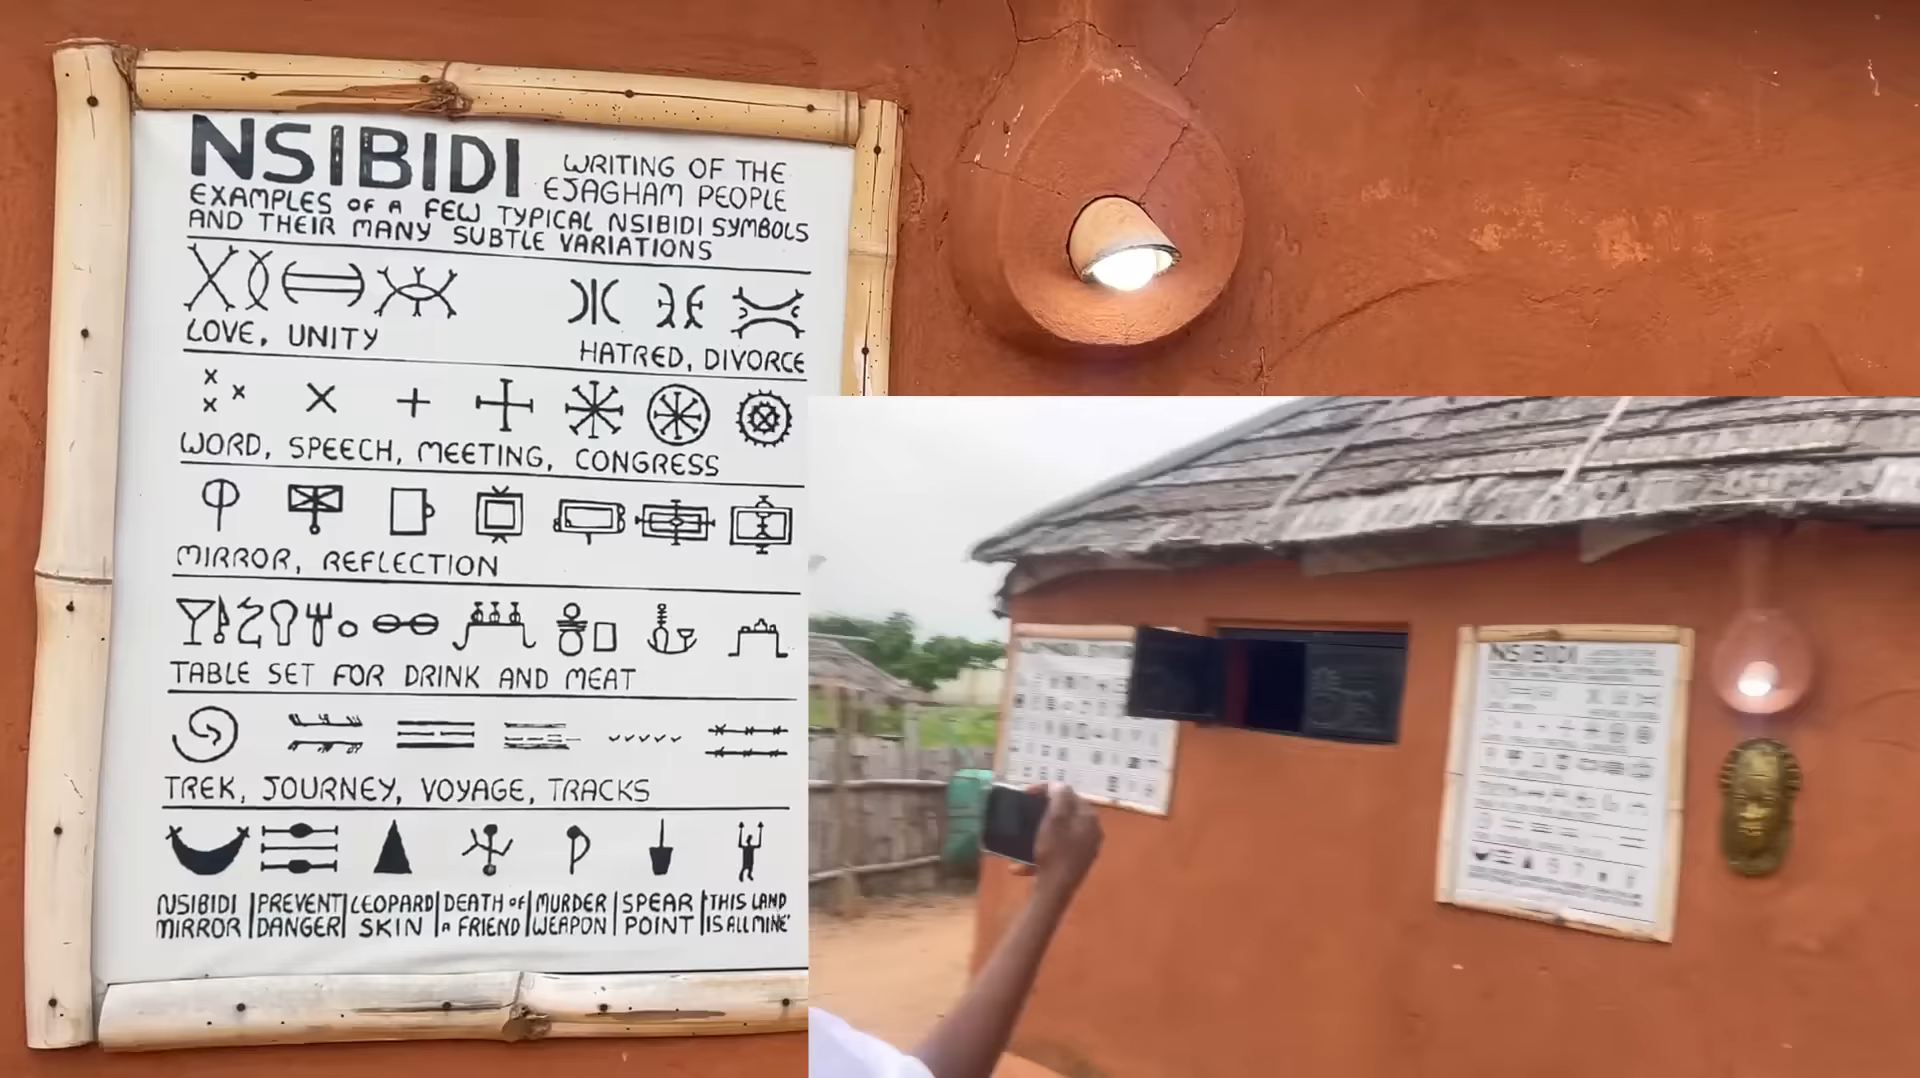 NSIBIDI WRITING OF THE
EJAGHAM PEOPLE
EXAMPLES OF A FEW TYPICAL NSIBIDI SYMBOLS
AND THEIR MANY SUBTLE VARIATIONS
LOVE, UNITY
HATRED, DIVORCE
WORD, SPEECH, MEETING, CONGRESS
MIRROR, REFLECTION
TABLE SET FOR DRINK AND MEAT
TREK, JOURNEY, VOYAGE, TRACKS
NSIBIDI MIRROR
PREVENT DANGER
LEOPARD SKIN
DEATH OF A FRIEND
MURDER WEAPON
SPEAR POINT
'THIS LAND IS ALL MINE'
NSIBIDI